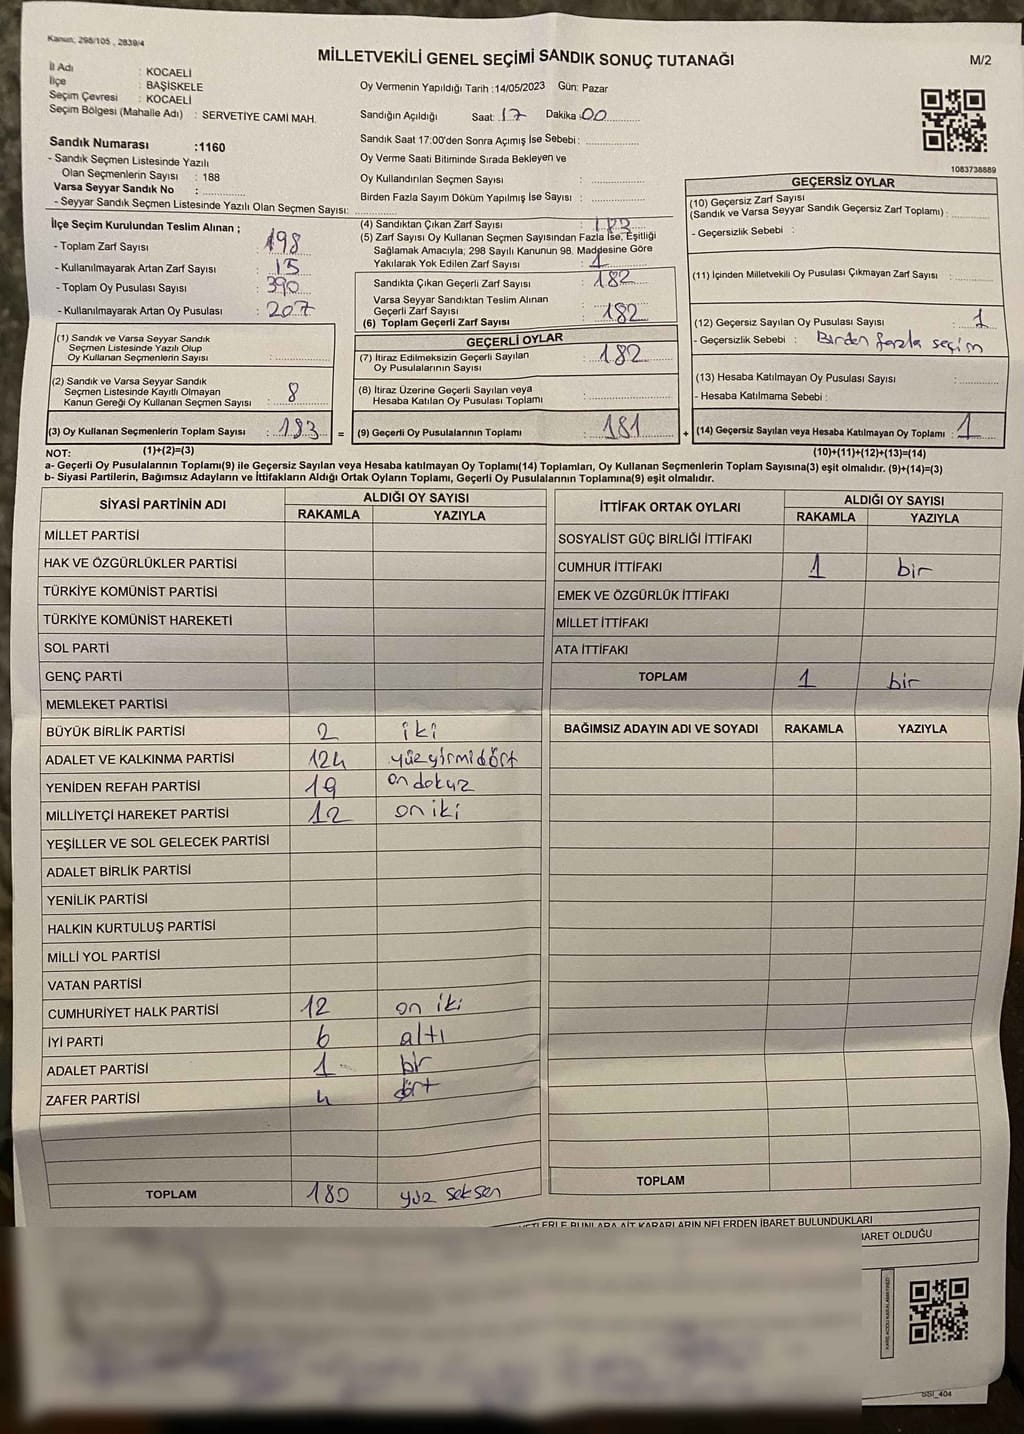 Kanun; 298/105 , 2839/4
MİLLETVEKİLİ GENEL SEÇİMİ SANDIK SONUÇ TUTANAĞI
M/2
İl Adı : KOCAELİ
İlçe : BAŞİSKELE
Seçim Çevresi : KOCAELİ
Seçim Bölgesi (Mahalle Adı) : SERVETİYE CAMİ MAH.
Oy Vermenin Yapıldığı Tarih :14/05/2023 Gün: Pazar
Sandığın Açıldığı Saat: 17 Dakika 00
Sandık Saat 17:00'den Sonra Açımış İse Sebebi :
Oy Verme Saati Bitiminde Sırada Bekleyen ve
Oy Kullandırılan Seçmen Sayısı :
Birden Fazla Sayım Döküm Yapılmış İse Sayısı :
Sandık Numarası :1160
- Sandık Seçmen Listesinde Yazılı
Olan Seçmenlerin Sayısı : 188
Varsa Seyyar Sandık No :
- Seyyar Sandık Seçmen Listesinde Yazılı Olan Seçmen Sayısı:
1083738889
İlçe Seçim Kurulundan Teslim Alınan ;
- Toplam Zarf Sayısı : 198
- Kullanılmayarak Artan Zarf Sayısı : 15
- Toplam Oy Pusulası Sayısı : 390
- Kullanılmayarak Artan Oy Pusulası : 207
(1) Sandık ve Varsa Seyyar Sandık
Seçmen Listesinde Yazılı Olup
Oy Kullanan Seçmenlerin Sayısı :
(2) Sandık ve Varsa Seyyar Sandık
Seçmen Listesinde Kayıtlı Olmayan
Kanun Gereği Oy Kullanan Seçmen Sayısı : 8
(3) Oy Kullanan Seçmenlerin Toplam Sayısı : 183 =
(4) Sandıktan Çıkan Zarf Sayısı : 183
(5) Zarf Sayısı Oy Kullanan Seçmen Sayısından Fazla İse, Eşitliği
Sağlamak Amacıyla; 298 Sayılı Kanunun 98. Maddesine Göre
Yakılarak Yok Edilen Zarf Sayısı : 1
Sandıkta Çıkan Geçerli Zarf Sayısı : 182
Varsa Seyyar Sandıktan Teslim Alınan
Geçerli Zarf Sayısı
(6) Toplam Geçerli Zarf Sayısı : 182
GEÇERLİ OYLAR
(7) İtiraz Edilmeksizin Geçerli Sayılan
Oy Pusulalarının Sayısı : 182
(8) İtiraz Üzerine Geçerli Sayılan veya
Hesaba Katılan Oy Pusulası Toplamı :
(9) Geçerli Oy Pusulalarının Toplamı : 181 +
GEÇERSİZ OYLAR
(10) Geçersiz Zarf Sayısı
(Sandık ve Varsa Seyyar Sandık Geçersiz Zarf Toplamı) :
- Geçersizlik Sebebi :
(11) İçinden Milletvekili Oy Pusulası Çıkmayan Zarf Sayısı :
(12) Geçersiz Sayılan Oy Pusulası Sayısı : 1
- Geçersizlik Sebebi : Birden fazla seçim
(13) Hesaba Katılmayan Oy Pusulası Sayısı :
- Hesaba Katılmama Sebebi :
(14) Geçersiz Sayılan veya Hesaba Katılmayan Oy Toplamı : 1
NOT: (1)+(2)=(3) (10)+(11)+(12)+(13)=(14)
a- Geçerli Oy Pusulalarının Toplamı(9) ile Geçersiz Sayılan veya Hesaba katılmayan Oy Toplamı(14) Toplamları, Oy Kullanan Seçmenlerin Toplam Sayısına(3) eşit olmalıdır. (9)+(14)=(3)
b- Siyasi Partilerin, Bağımsız Adayların ve İttifakların Aldığı Ortak Oyların Toplamı, Geçerli Oy Pusulalarının Toplamına(9) eşit olmalıdır.
SİYASİ PARTİNİN ADI ALDIĞI OY SAYISI
RAKAMLA YAZIYLA
MİLLET PARTİSİ
HAK VE ÖZGÜRLÜKLER PARTİSİ
TÜRKİYE KOMÜNİST PARTİSİ
TÜRKİYE KOMÜNİST HAREKETİ
SOL PARTİ
GENÇ PARTİ
MEMLEKET PARTİSİ
BÜYÜK BİRLİK PARTİSİ 2 iki
ADALET VE KALKINMA PARTİSİ 124 yüzyirmidört
YENİDEN REFAH PARTİSİ 19 on dokuz
MİLLİYETÇİ HAREKET PARTİSİ 12 on iki
YEŞİLLER VE SOL GELECEK PARTİSİ
ADALET BİRLİK PARTİSİ
YENİLİK PARTİSİ
HALKIN KURTULUŞ PARTİSİ
MİLLİ YOL PARTİSİ
VATAN PARTİSİ
CUMHURİYET HALK PARTİSİ 12 on iki
İYİ PARTİ 6 altı
ADALET PARTİSİ 1 bir
ZAFER PARTİSİ 4 dört
TOPLAM 180 yüz seksen
İTTİFAK ORTAK OYLARI ALDIĞI OY SAYISI
RAKAMLA YAZIYLA
SOSYALİST GÜÇ BİRLİĞİ İTTİFAKI
CUMHUR İTTİFAKI 1 bir
EMEK VE ÖZGÜRLÜK İTTİFAKI
MİLLET İTTİFAKI
ATA İTTİFAKI
TOPLAM 1 bir
BAĞIMSIZ ADAYIN ADI VE SOYADI RAKAMLA YAZIYLA
TOPLAM
BUNLARA AİT KARARLARIN NELERDEN İBARET BULUNDUKLARI
İBARET OLDUĞU